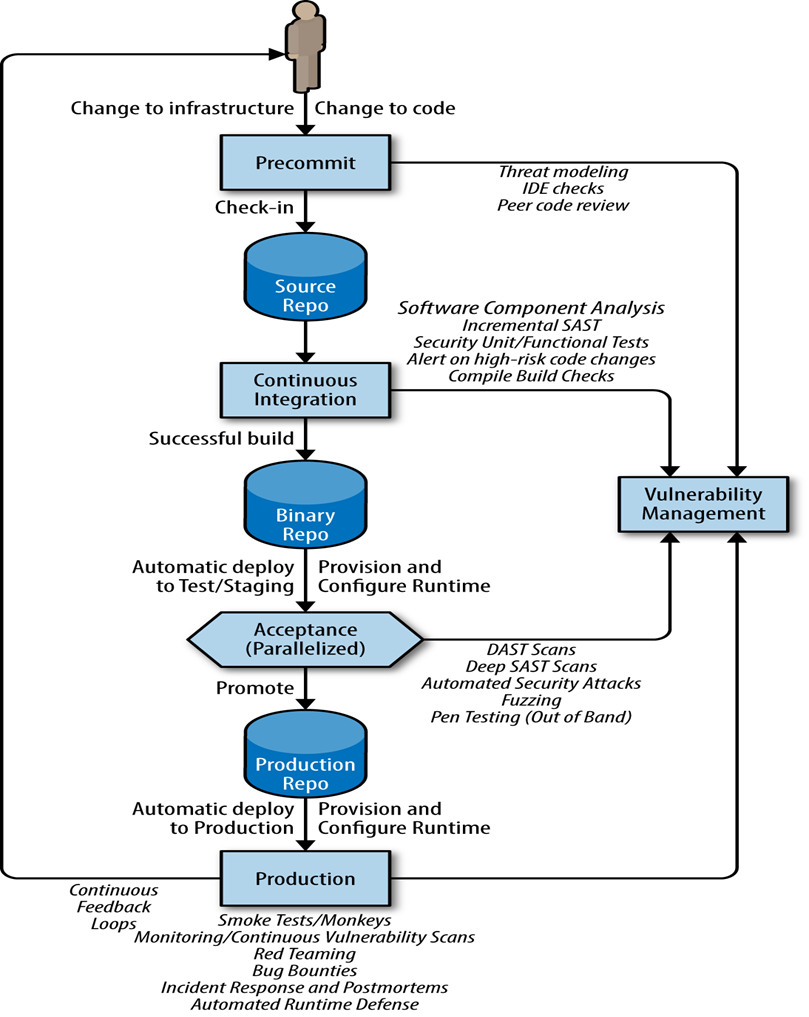 Change to infrastructure
Change to code
Precommit
Threat modeling
IDE checks
Peer code review
Check-in
Source
Repo
Software Component Analysis
Incremental SAST
Security Unit/Functional Tests
Alert on high-risk code changes
Compile Build Checks
Continuous
Integration
Successful build
Vulnerability
Management
Binary
Repo
Automatic deploy
to Test/Staging
Provision and
Configure Runtime
Acceptance
(Parallelized)
DAST Scans
Deep SAST Scans
Automated Security Attacks
Fuzzing
Pen Testing (Out of Band)
Promote
Production
Repo
Automatic deploy
to Production
Provision and
Configure Runtime
Production
Continuous
Feedback
Loops
Smoke Tests/Monkeys
Monitoring/Continuous Vulnerability Scans
Red Teaming
Bug Bounties
Incident Response and Postmortems
Automated Runtime Defense